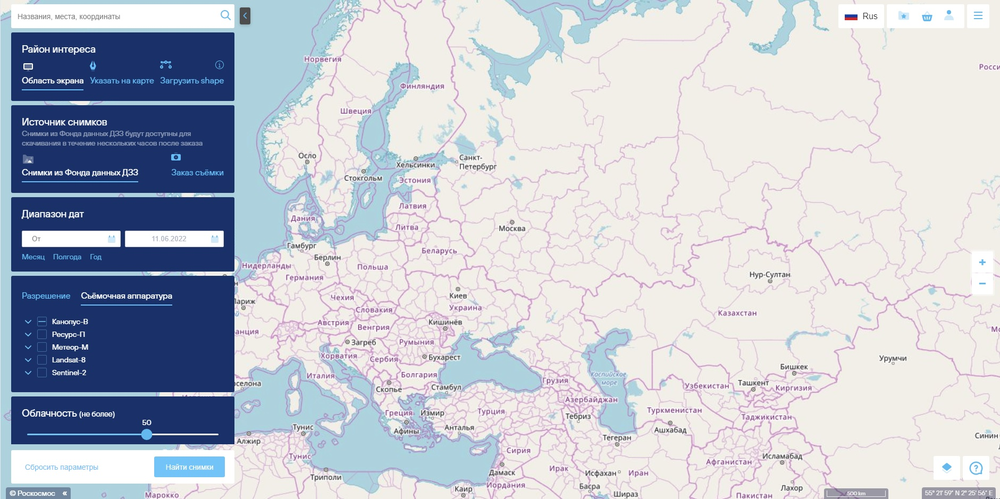 Названия, места, координаты
Rus
Район интереса
Область экрана
Указать на карте
Загрузить shape
Источник снимков
Снимки из Фонда данных ДЗЗ будут доступны для
скачивания в течение нескольких часов после заказа
Снимки из Фонда данных ДЗЗ
Заказ съёмки
Диапазон дат
От
11.06.2022
Месяц
Полгода
Год
Разрешение
Съёмочная аппаратура
Канопус-В
Ресурс-П
Метеор-М
Landsat-8
Sentinel-2
Облачность (не более)
50
Сбросить параметры
Найти снимки
© Роскосмос «
Норвегия
Финляндия
Швеция
Осло
Хельсинки
Санкт-
Петербург
Стокгольм
Эстония
Латвия
Дания
Литва
Москва
Гамбург
Беларусь
Берлин
Нидерланды
Польша
Германия
Нур-Султан
Киев
Чехия
Украина
Словакия
Казахстан
Австрия
Кишинёв
Венгрия
Загреб
Румыния
Хорватия
Сербия
Бухарест
Урумчи
Бишкек
Италия
Болгария
Каспийское
море
Грузия
Ташкент
Скопье
Стамбул
Узбекистан
Киргизия
Азербайджан
Греция
Измир
Турция
Тебриз
Туркменистан
Таджикистан
Тунис
Афины
Анталья
Ашхабад
Алжир
Тегеран
Тунис
Сирия
Исламабад
Афганистан
Триполи
Дамаск
Ирак
Исфахан
Иран
Иордания
Басра
Каир
Шираз
Лахор
Марокко
Пакистан
500 km
55° 21' 59" N 2° 25' 56" E